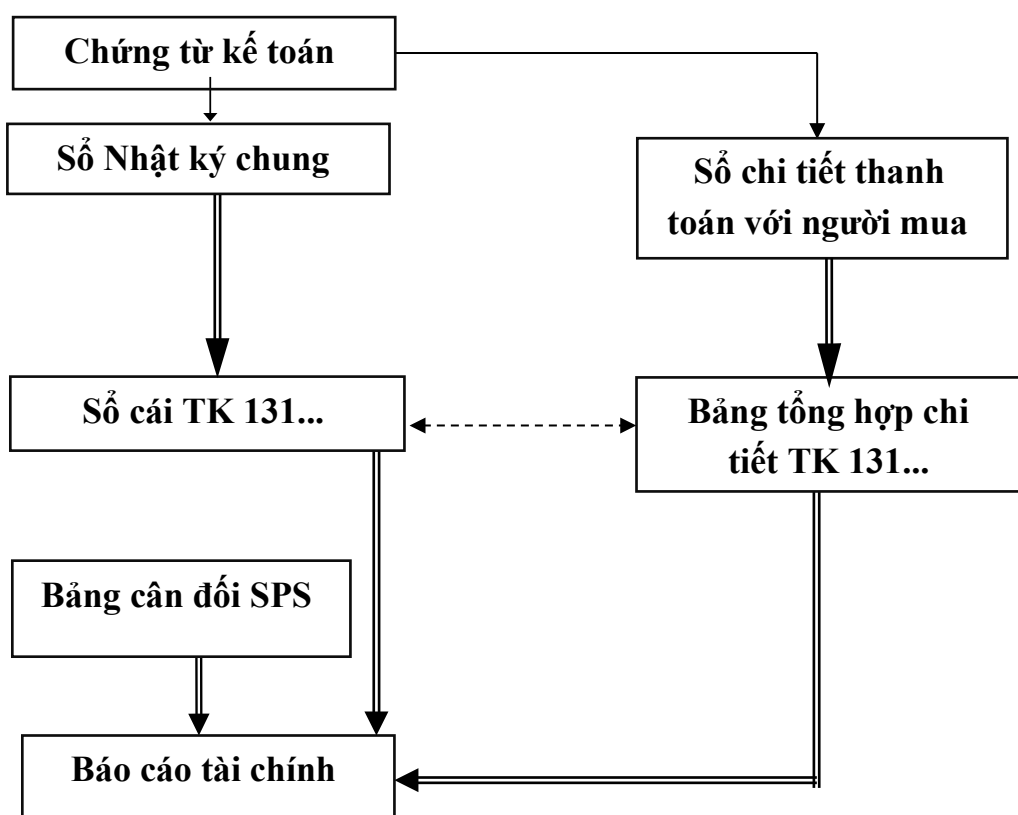 Chứng từ kế toán
Sổ Nhật ký chung
Sổ chi tiết thanh
toán với người mua
Sổ cái TK 131...
Bảng tổng hợp chi
tiết TK 131...
Bảng cân đối SPS
Báo cáo tài chính